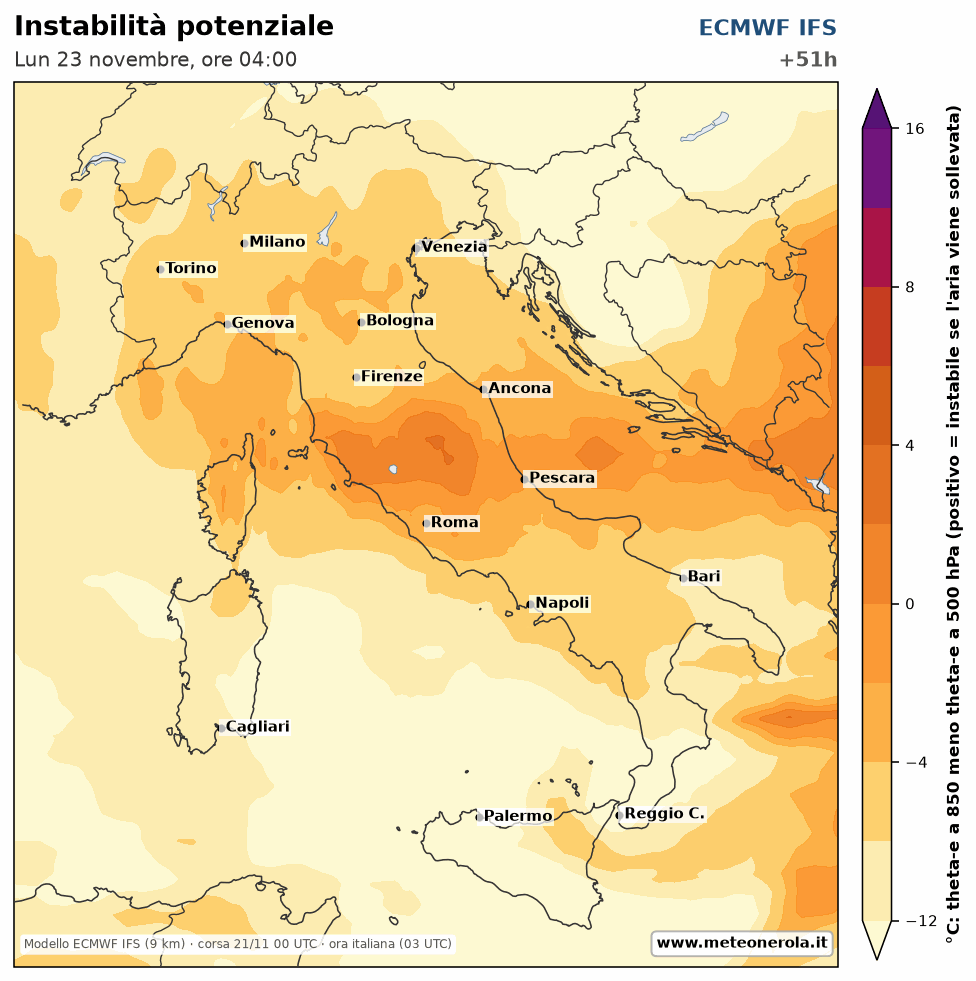 Instabilità potenziale
ECMWF IFS
Lun 23 novembre, ore 04:00
+51h
Milano
Venezia
Torino
Genova
Bologna
Firenze
Ancona
Pescara
Roma
Bari
Napoli
Cagliari
Palermo
Reggio C.
16
8
4
0
−4
−12
°C: theta-e a 850 meno theta-e a 500 hPa (positivo = instabile se l'aria viene sollevata)
Modello ECMWF IFS (9 km) · corsa 21/11 00 UTC · ora italiana (03 UTC)
www.meteonerola.it